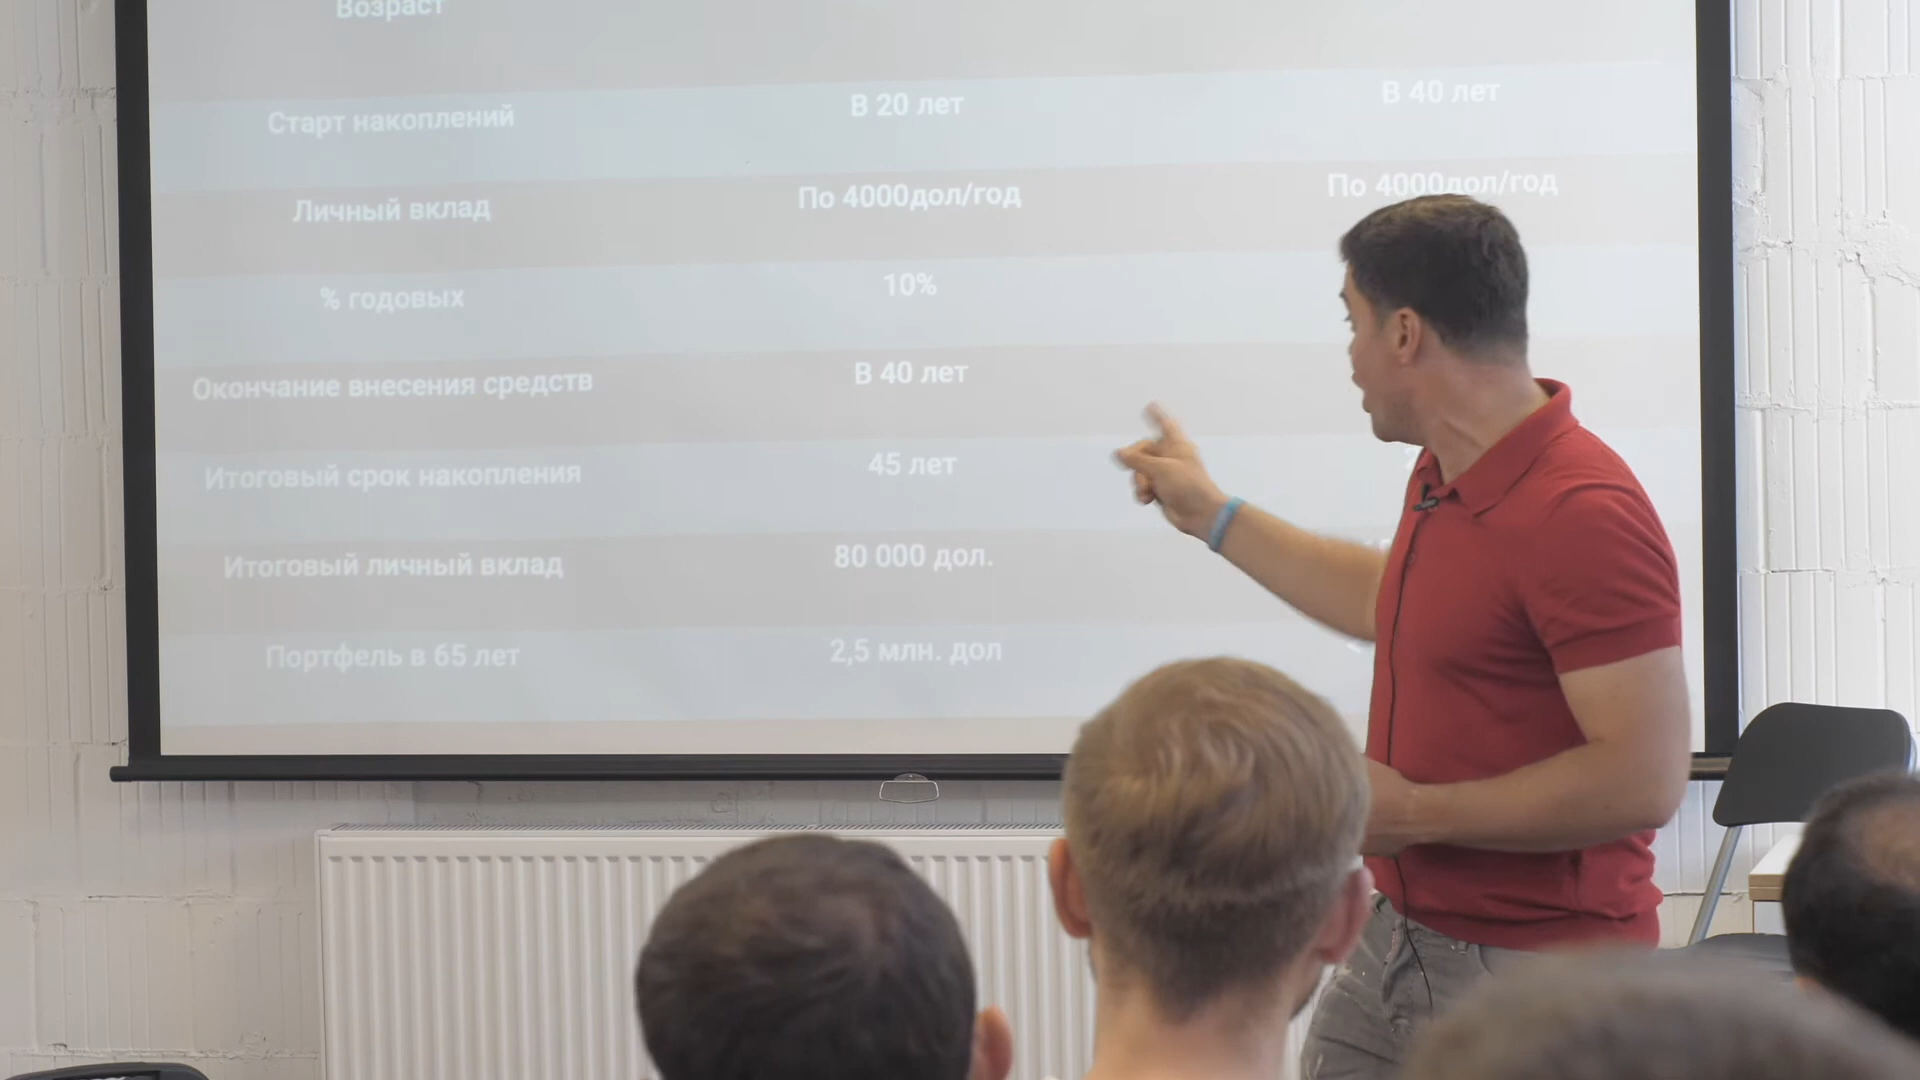 Возраст
Старт накоплений В 20 лет В 40 лет
Личный вклад По 4000дол/год По 4000дол/год
% годовых 10%
Окончание внесения средств В 40 лет
Итоговый срок накопления 45 лет
Итоговый личный вклад 80 000 дол.
Портфель в 65 лет 2,5 млн. дол